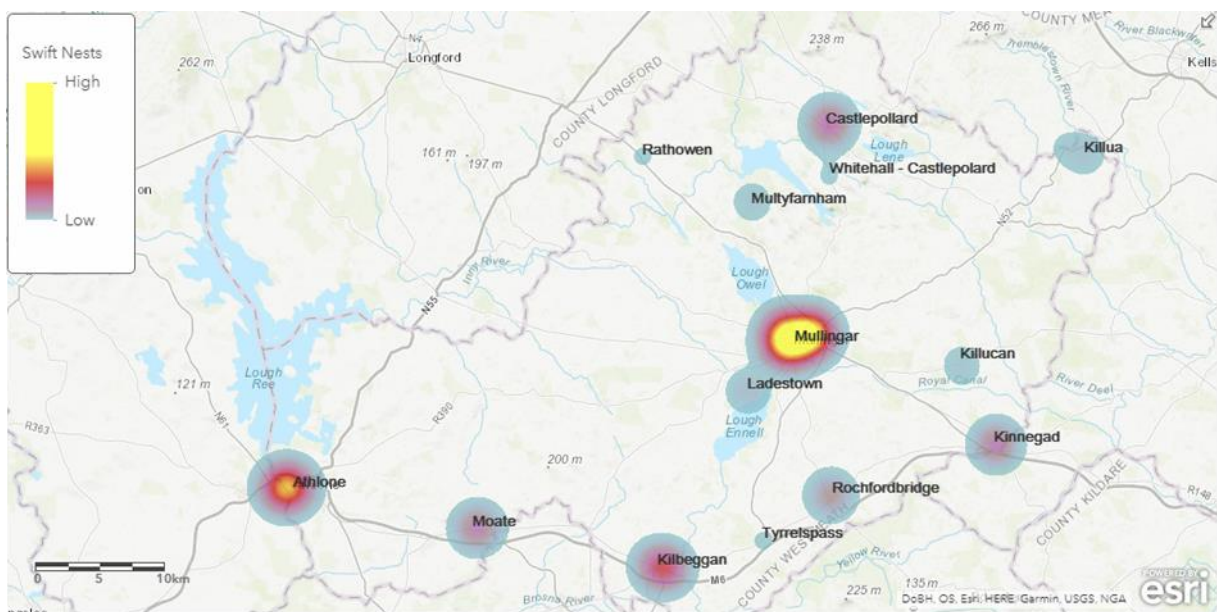 Swift Nests
High
Low
262 m
N4
Longford
COUNTY LONGFORD
238 m
266 m
COUNTY MEA
River Blackwater
Tremblestown River
Kells
Castlepollard
Lough
Lene
Killua
Rathowen
161 m
197 m
Whitehall - Castlepolard
Multyfarnham
on
N52
Inny River
N55
Lough
Owel
Mullingar
Killucan
Royal Canal
River Deel
Lough
Ree
121 m
Ladestown
Lough
Ennell
N61
R390
R363
Kinnegad
200 m
Athlone
Rochfordbridge
R148
COUNTY KILDARE
Moate
Tyrrelspass
COUNTY WESTMEATH
Kilbeggan
M6
Yellow River
0 5 10km
Brosna River
225 m
135 m
DoBH, OS, Esri, HERE, Garmin, USGS, NGA
POWERED BY
esri